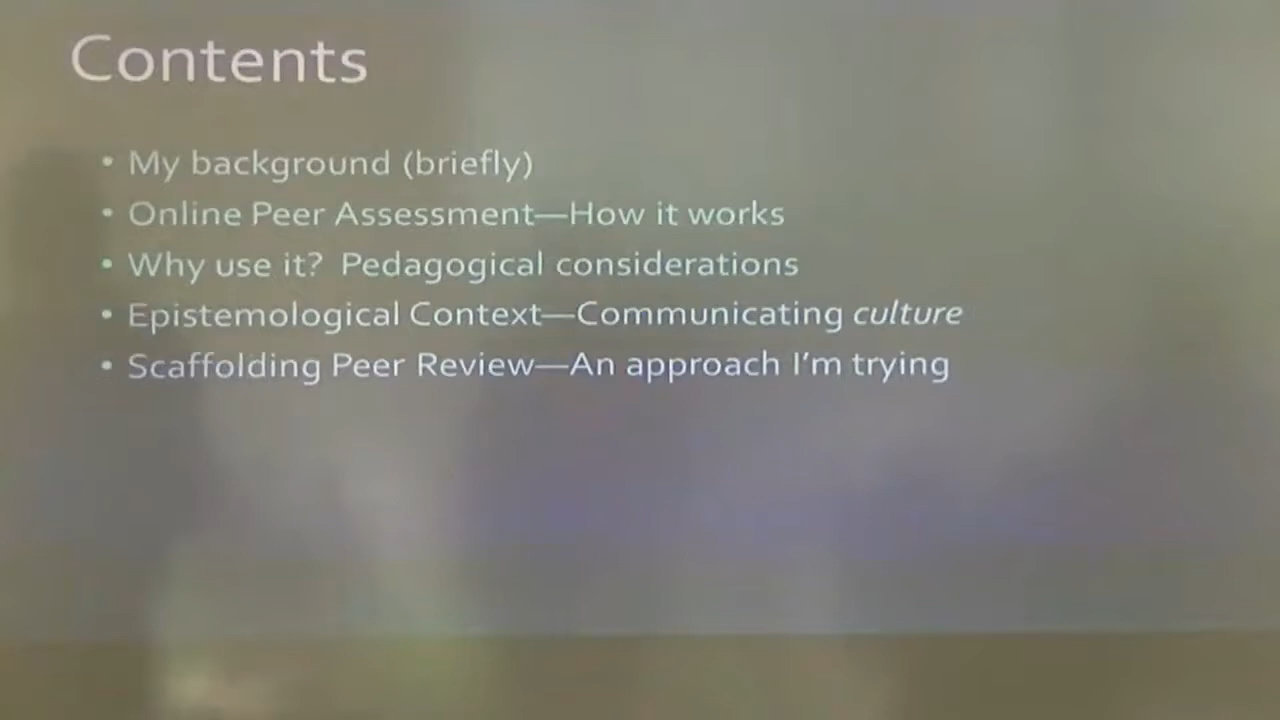 Contents
• My background (briefly)
• Online Peer Assessment—How it works
• Why use it?  Pedagogical considerations
• Epistemological Context—Communicating culture
• Scaffolding Peer Review—An approach I’m trying